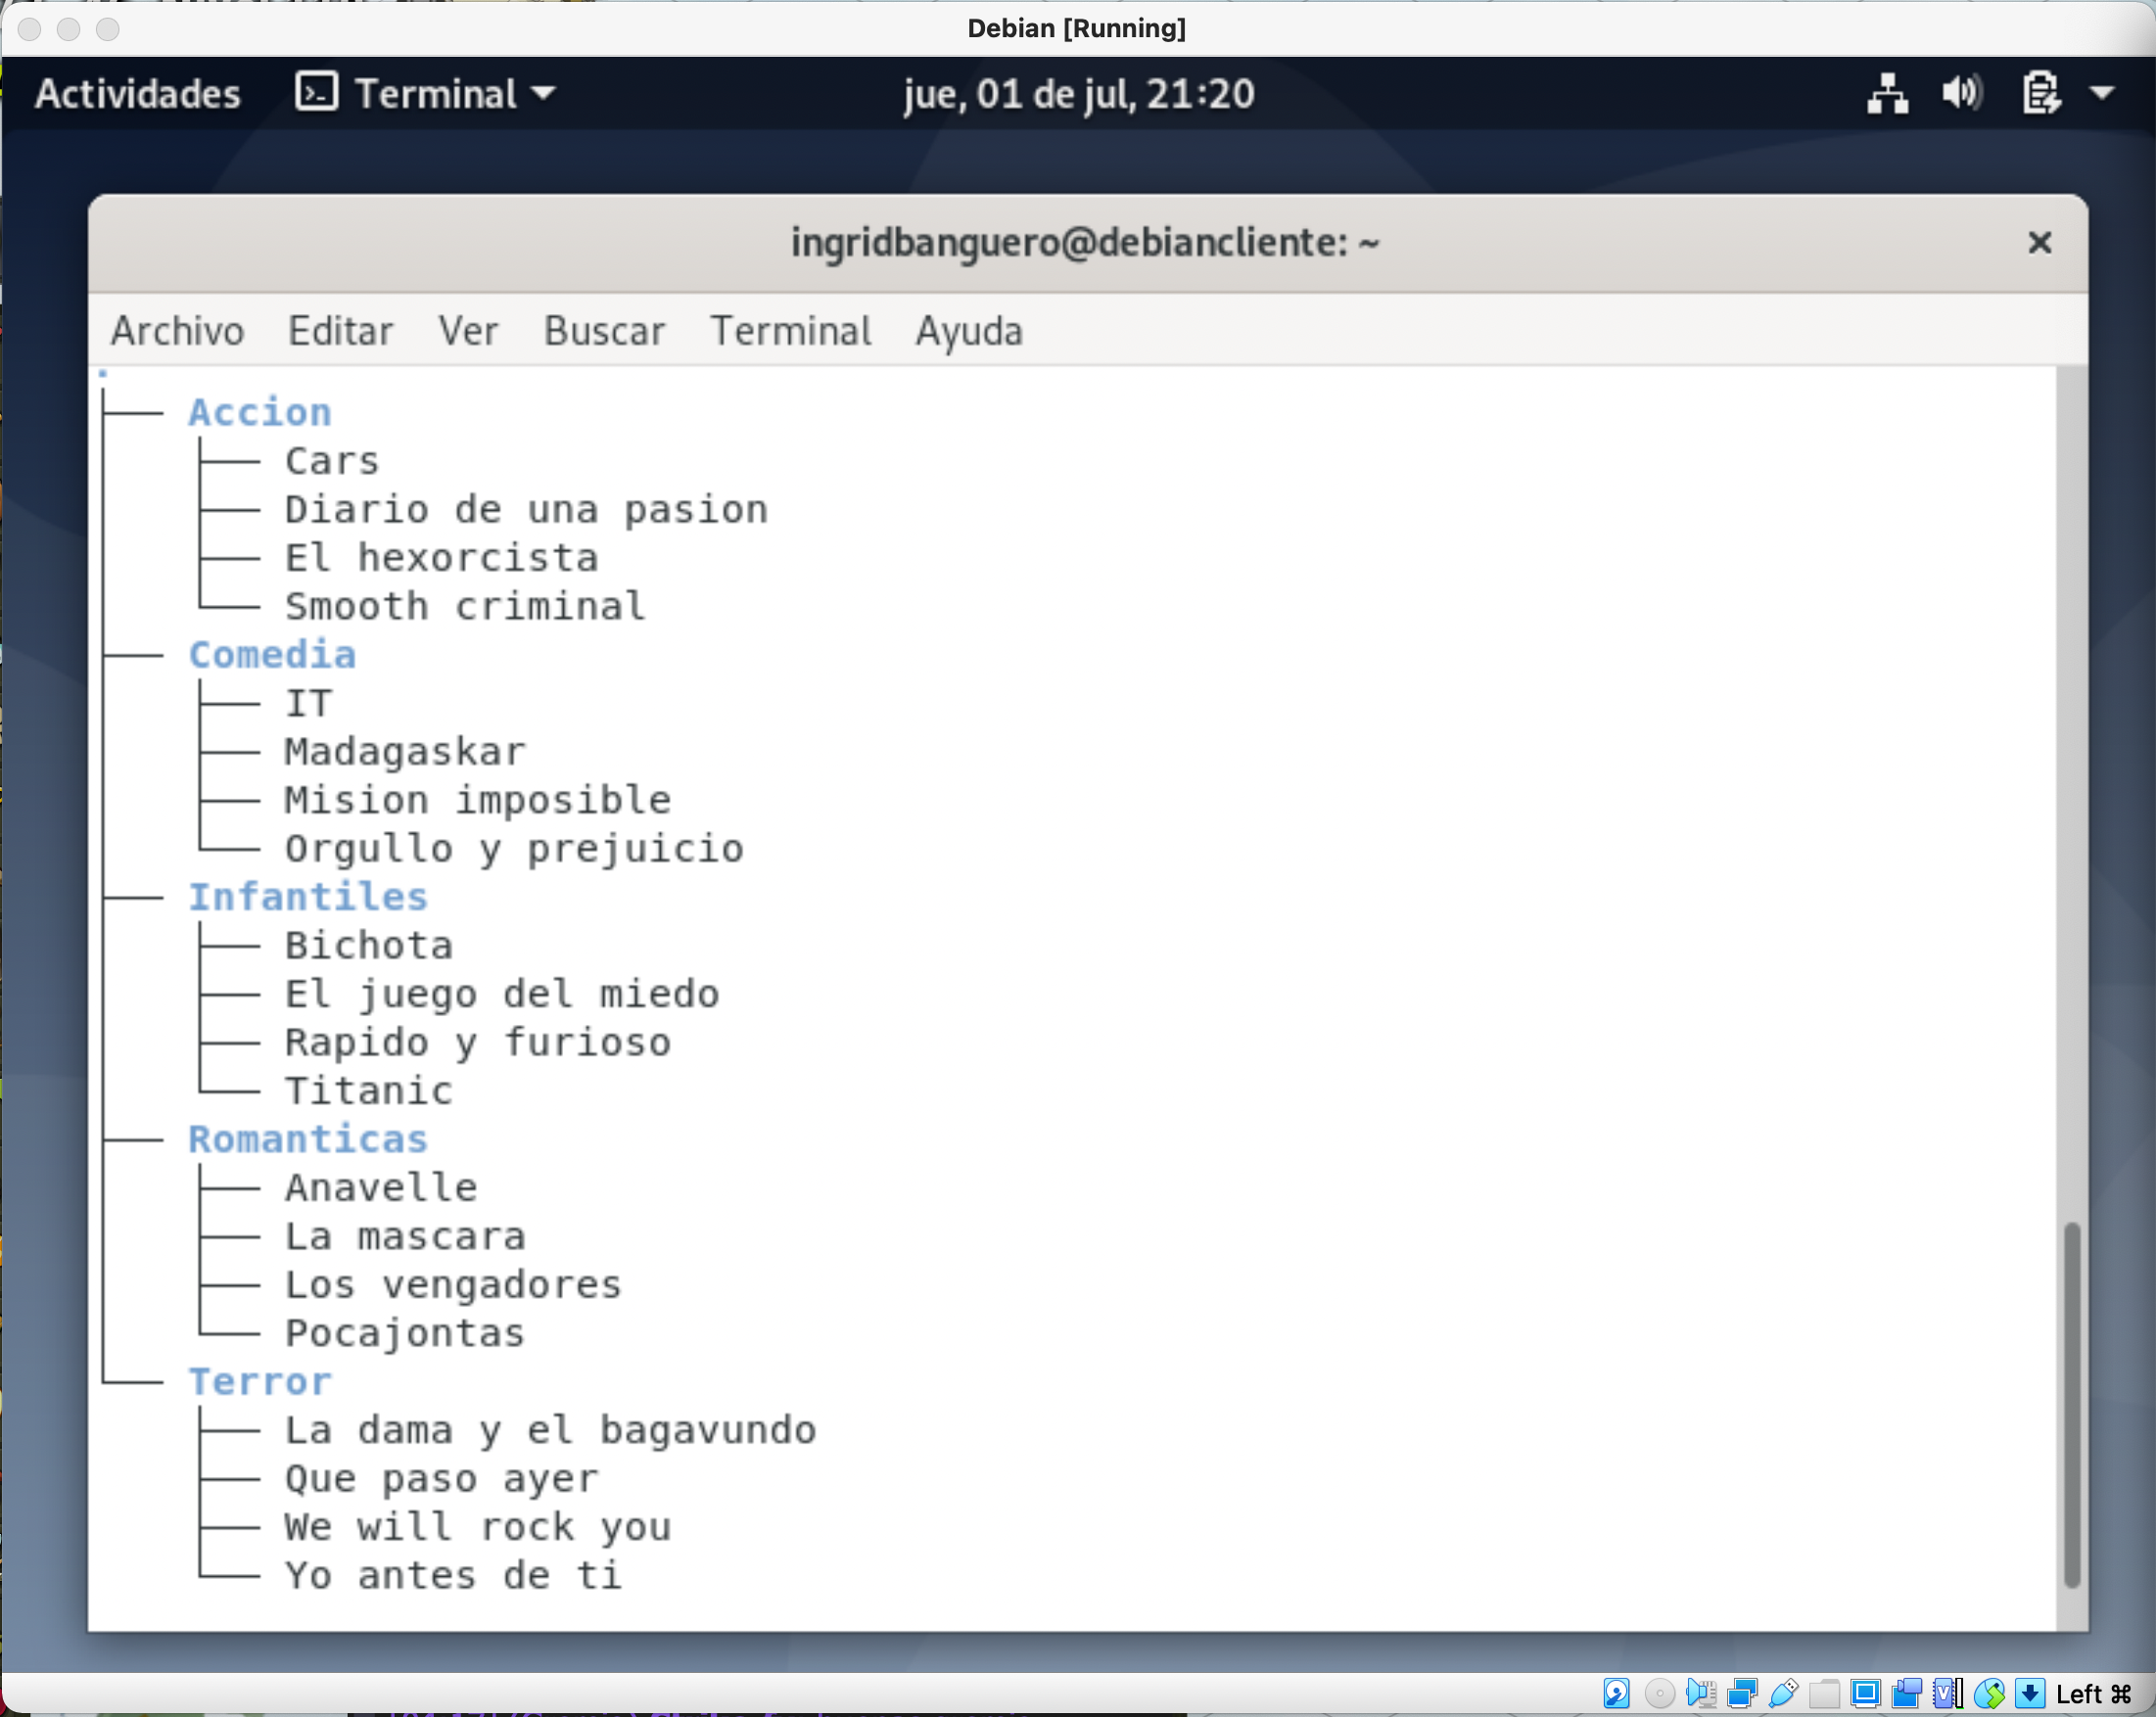 Debian [Running]
Actividades Terminal jue, 01 de jul, 21:20
ingridbanguero@debiancliente: ~
Archivo Editar Ver Buscar Terminal Ayuda
.
├── Accion
│   ├── Cars
│   ├── Diario de una pasion
│   ├── El hexorcista
│   └── Smooth criminal
├── Comedia
│   ├── IT
│   ├── Madagaskar
│   ├── Mision imposible
│   └── Orgullo y prejuicio
├── Infantiles
│   ├── Bichota
│   ├── El juego del miedo
│   ├── Rapido y furioso
│   └── Titanic
├── Romanticas
│   ├── Anavelle
│   ├── La mascara
│   ├── Los vengadores
│   └── Pocajontas
└── Terror
    ├── La dama y el bagavundo
    ├── Que paso ayer
    ├── We will rock you
    └── Yo antes de ti
Left ⌘